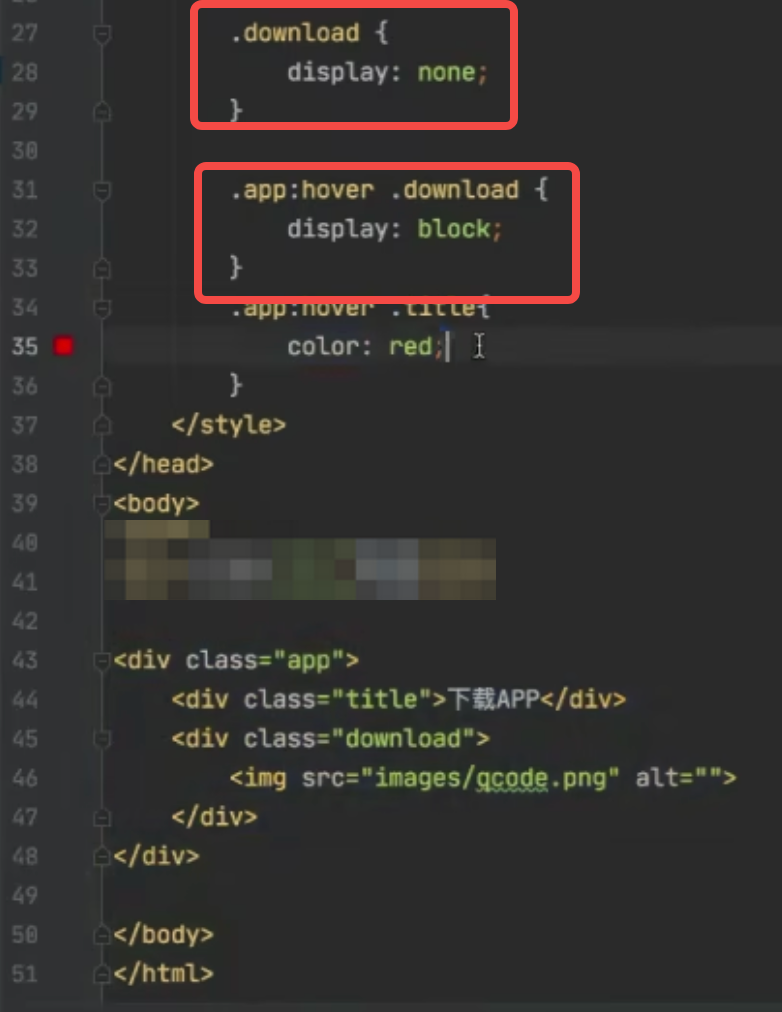 27 .download {
28 display: none;
29 }
30
31 .app:hover .download {
32 display: block;
33 }
34 .app:hover .title{
35 color: red;
36 }
37 </style>
38 </head>
39 <body>
40
41
42
43 <div class="app">
44 <div class="title">下载APP</div>
45 <div class="download">
46 <img src="images/qcode.png" alt="">
47 </div>
48 </div>
49
50 </body>
51 </html>